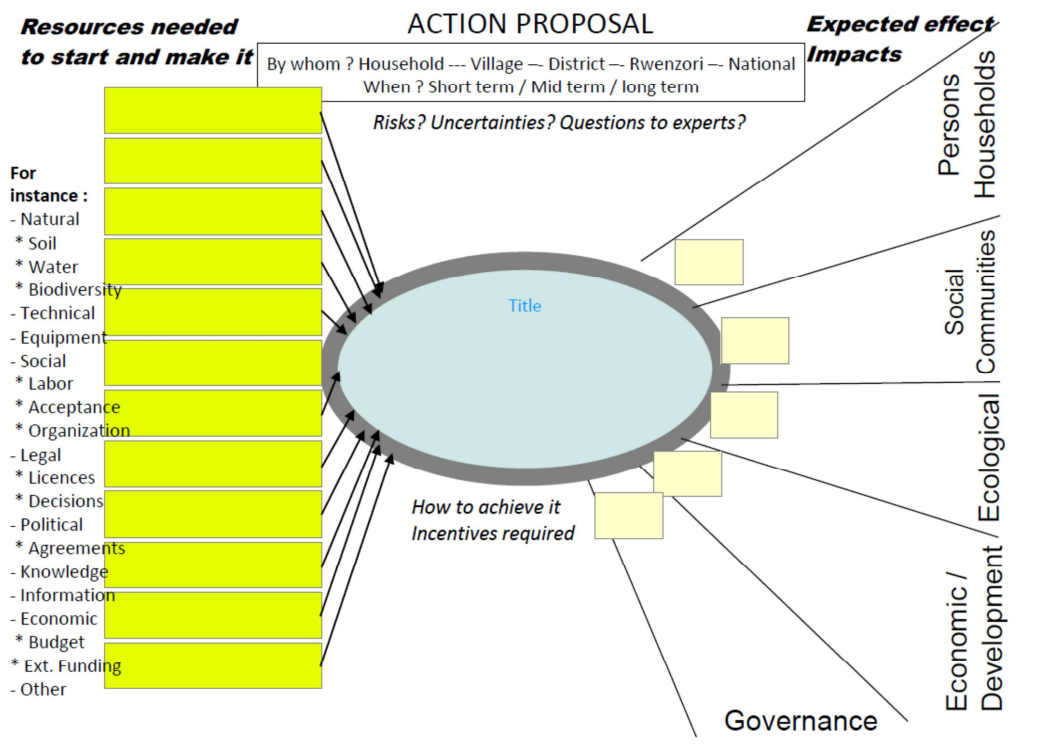 Resources needed
to start and make it
ACTION PROPOSAL
By whom ? Household --- Village –- District –- Rwenzori –- National
When ? Short term / Mid term / long term
Risks? Uncertainties? Questions to experts?
Expected effect
Impacts
For
instance :
- Natural
* Soil
* Water
* Biodiversity
- Technical
- Equipment
- Social
* Labor
* Acceptance
* Organization
- Legal
* Licences
* Decisions
- Political
* Agreements
- Knowledge
- Information
- Economic
* Budget
* Ext. Funding
- Other
Title
How to achieve it
Incentives required
Persons
Households
Social
Communities
Ecological
Economic /
Development
Governance